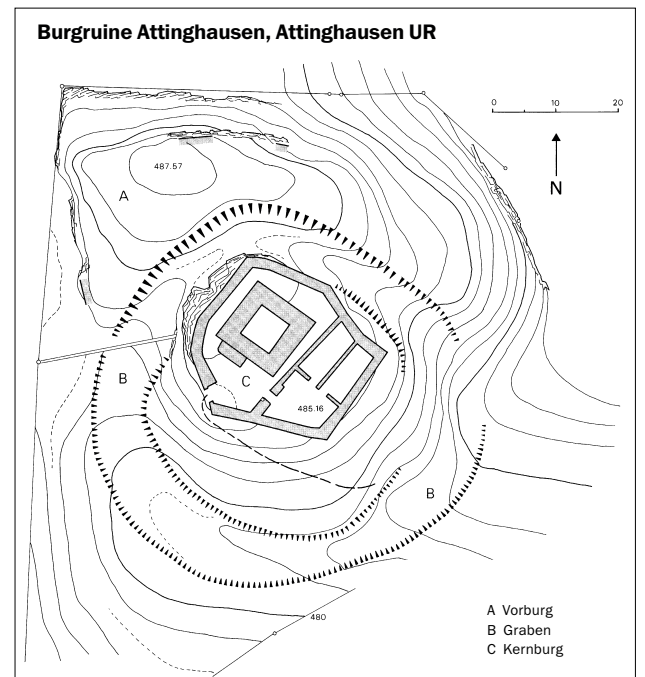 Burgruine Attinghausen, Attinghausen UR
0 10 20
N
487.57
A
B
C
485.16
B
480
A Vorburg
B Graben
C Kernburg